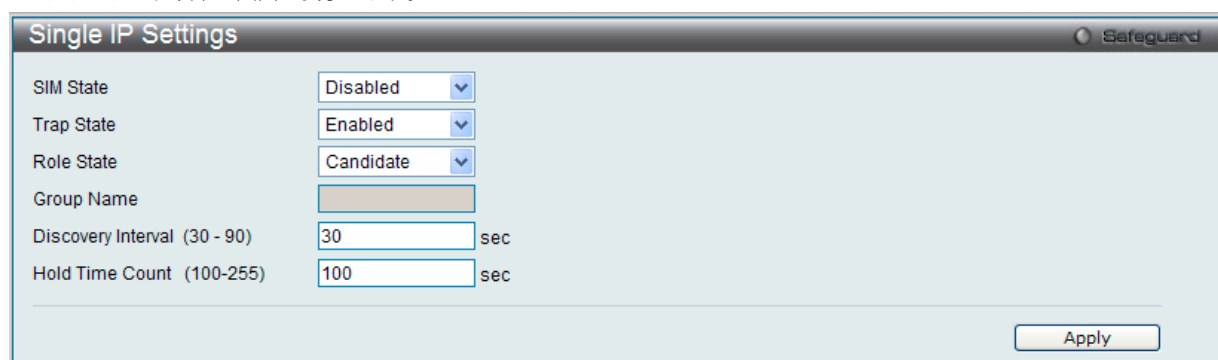 Single IP Settings
Safeguard
SIM State Disabled
Trap State Enabled
Role State Candidate
Group Name
Discovery Interval (30 - 90) 30 sec
Hold Time Count (100-255) 100 sec
Apply